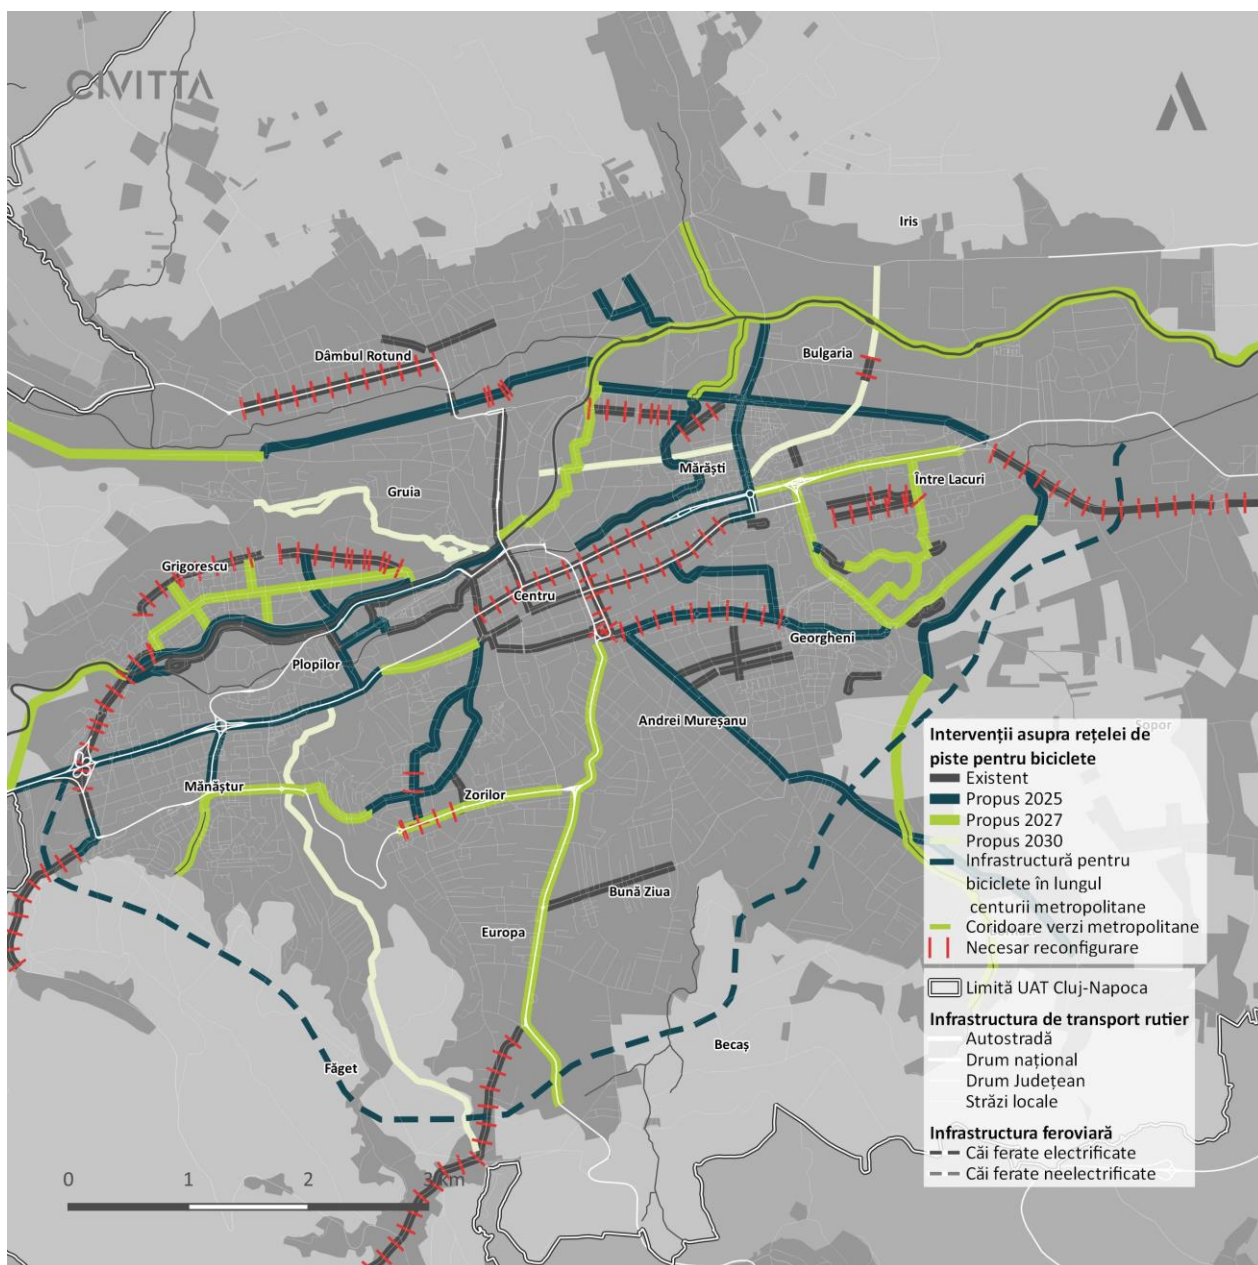 CIVITTA
Iris
Dâmbul Rotund
Bulgaria
Mărăști
Între Lacuri
Gruia
Grigorescu
Centru
Georgheni
Plopilor
Andrei Mureșanu
Sopor
Mănăștur
Zorilor
Bună Ziua
Europa
Becaș
Făget
Intervenții asupra rețelei de
piste pentru biciclete
Existent
Propus 2025
Propus 2027
Propus 2030
Infrastructură pentru
biciclete în lungul
centurii metropolitane
Coridoare verzi metropolitane
Necesar reconfigurare
Limită UAT Cluj-Napoca
Infrastructura de transport rutier
Autostradă
Drum național
Drum Județean
Străzi locale
Infrastructura feroviară
Căi ferate electrificate
Căi ferate neelectrificate
0 1 2 3 km